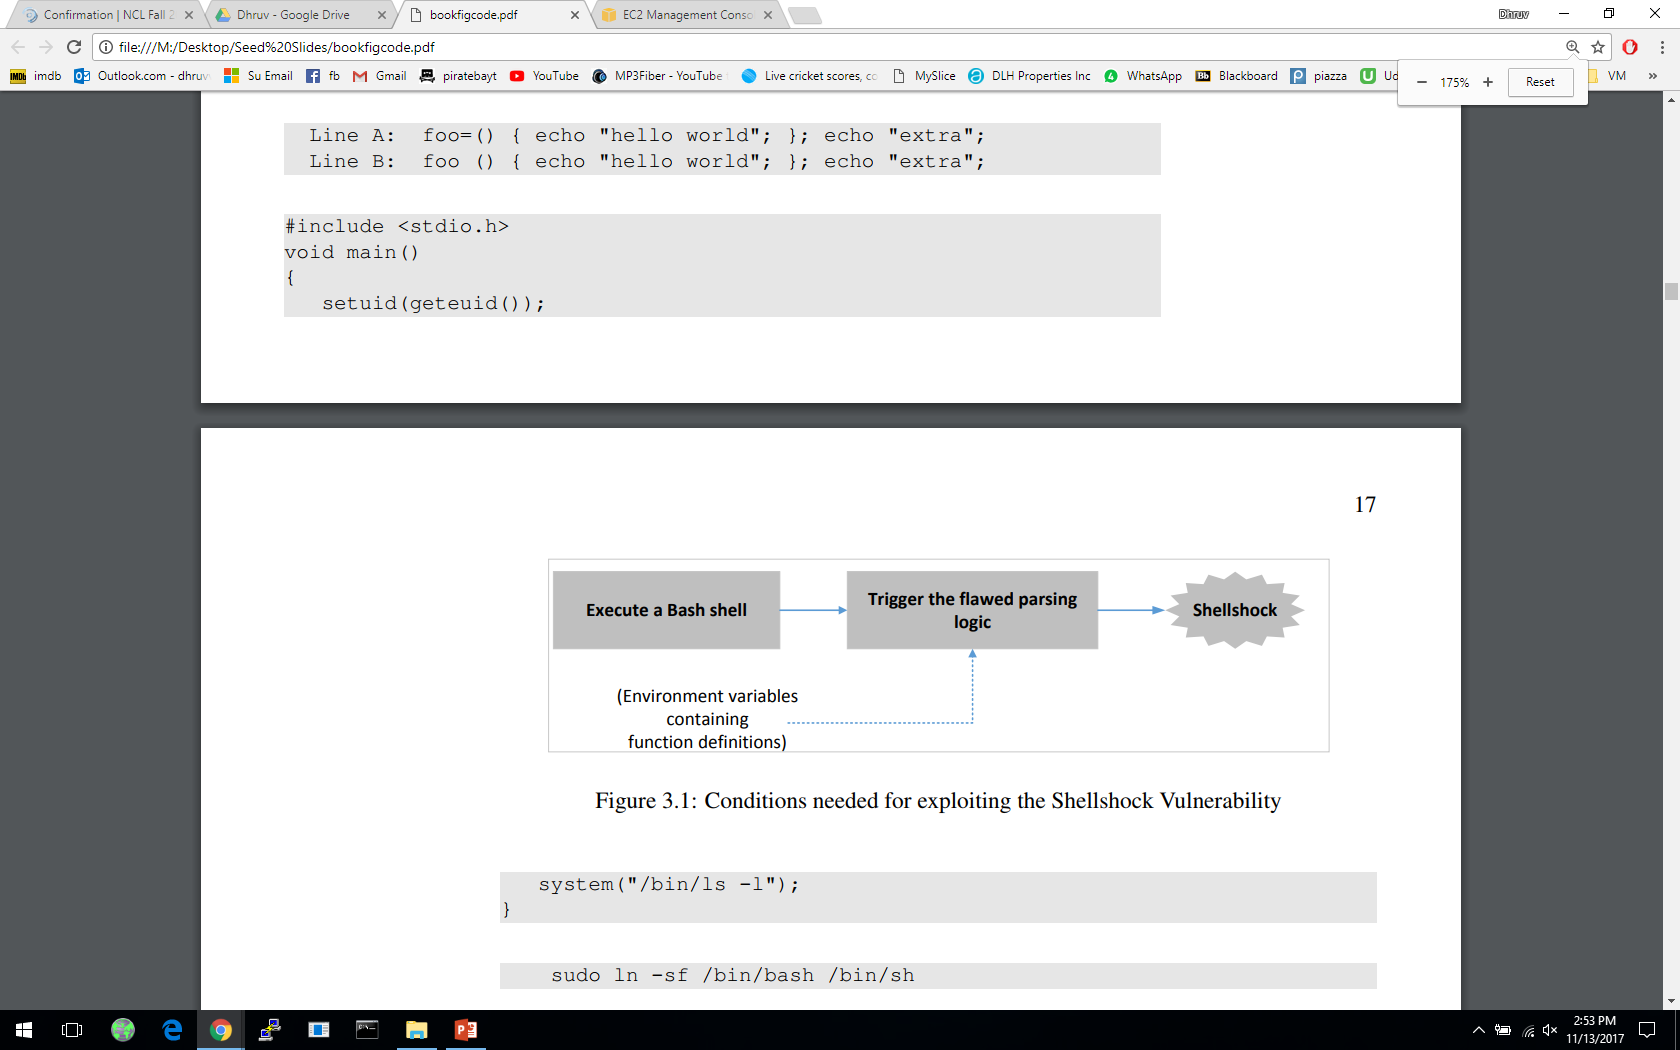 Confirmation | NCL Fall 2
Dhruv - Google Drive
bookfigcode.pdf
EC2 Management Conso
Dhruv
file:///M:/Desktop/Seed%20Slides/bookfigcode.pdf
IMDb imdb Outlook.com - dhruv Su Email fb Gmail piratebayt YouTube MP3Fiber - YouTube Live cricket scores, co MySlice DLH Properties Inc WhatsApp Bb Blackboard piazza Ud VM »
− 175% + Reset
Line A: foo=() { echo "hello world"; }; echo "extra";
Line B: foo () { echo "hello world"; }; echo "extra";
#include <stdio.h>
void main()
{
setuid(geteuid());
17
Execute a Bash shell
Trigger the flawed parsing
logic
Shellshock
(Environment variables
containing
function definitions)
Figure 3.1: Conditions needed for exploiting the Shellshock Vulnerability
system("/bin/ls -l");
}
sudo ln -sf /bin/bash /bin/sh
2:53 PM
11/13/2017